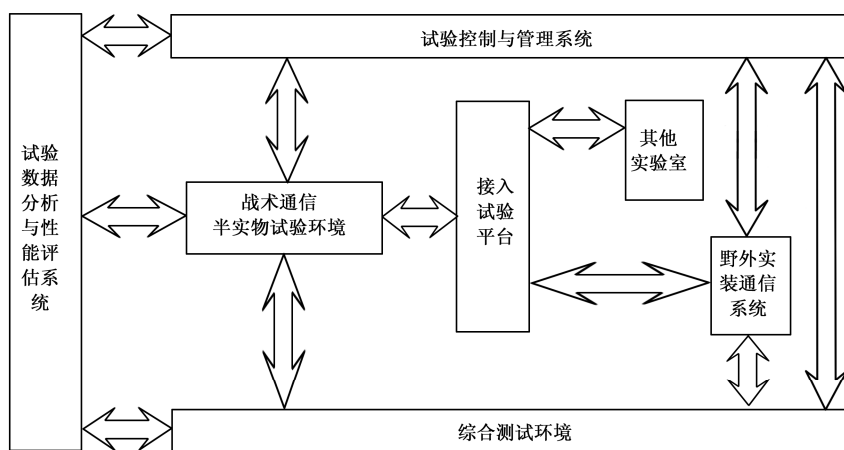 试验控制与管理系统
试验
数据
分析
与性
能评
估系
统
战术通信
半实物试验环境
接入
试验
平台
其他
实验室
野外实
装通信
系统
综合测试环境